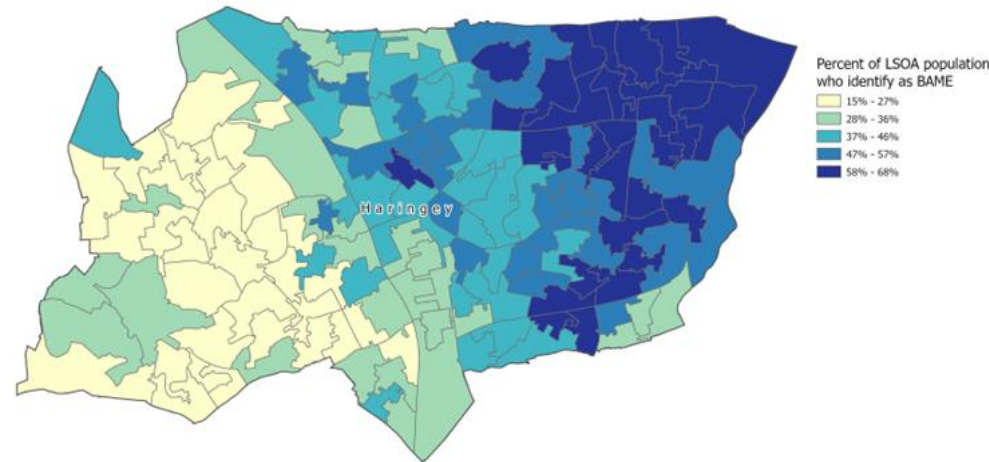 Percent of LSOA population
who identify as BAME
15% - 27%
28% - 36%
37% - 46%
47% - 57%
58% - 68%
Haringey